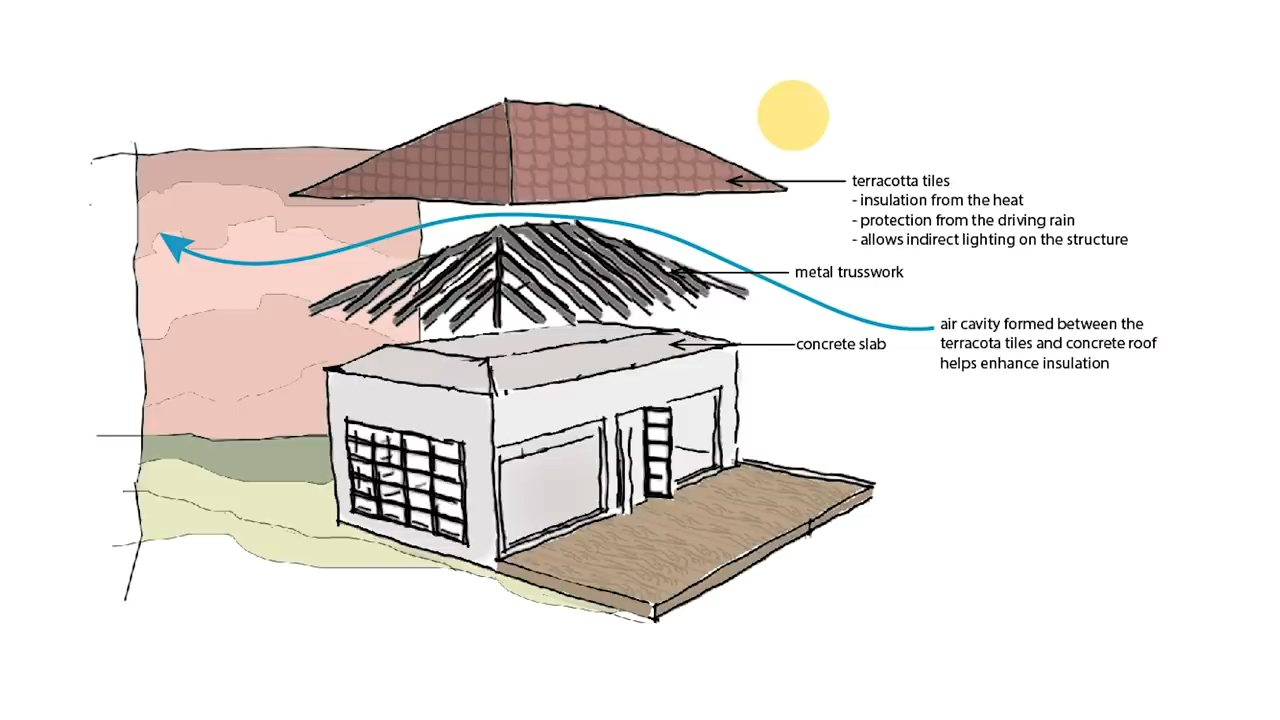 terracotta tiles
- insulation from the heat
- protection from the driving rain
- allows indirect lighting on the structure
metal trusswork
air cavity formed between the
terracota tiles and concrete roof
helps enhance insulation
concrete slab